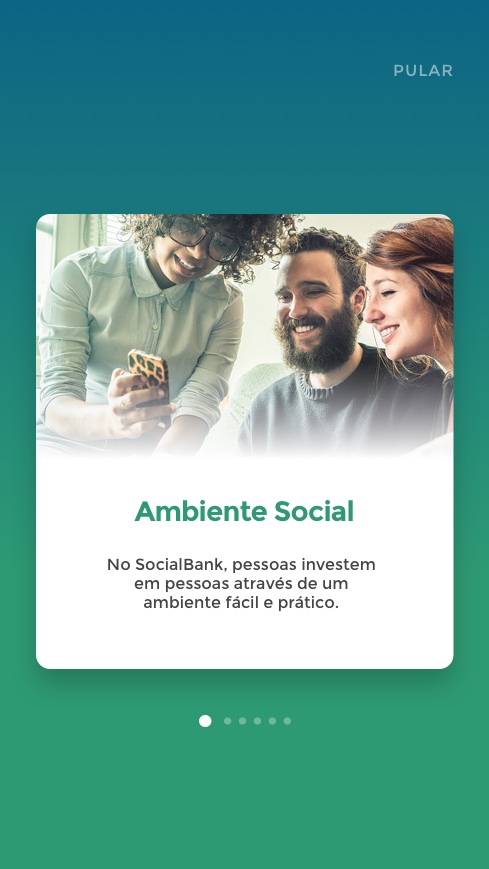 PULAR
Ambiente Social
No SocialBank, pessoas investem
em pessoas através de um
ambiente fácil e prático.